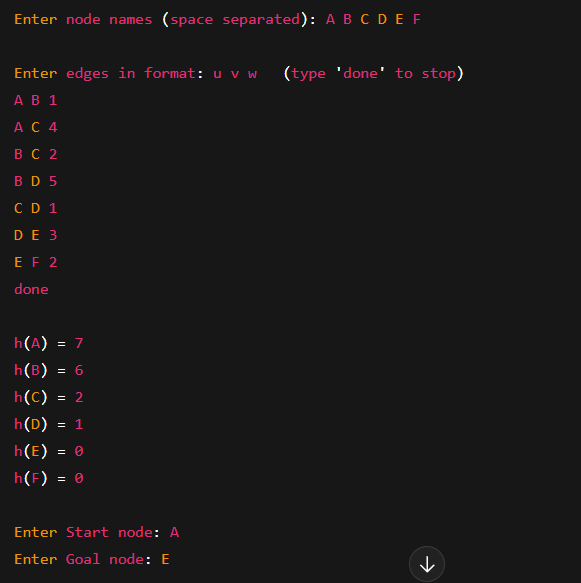 Enter node names (space separated): A B C D E F
Enter edges in format: u v w   (type 'done' to stop)
A B 1
A C 4
B C 2
B D 5
C D 1
D E 3
E F 2
done
h(A) = 7
h(B) = 6
h(C) = 2
h(D) = 1
h(E) = 0
h(F) = 0
Enter Start node: A
Enter Goal node: E